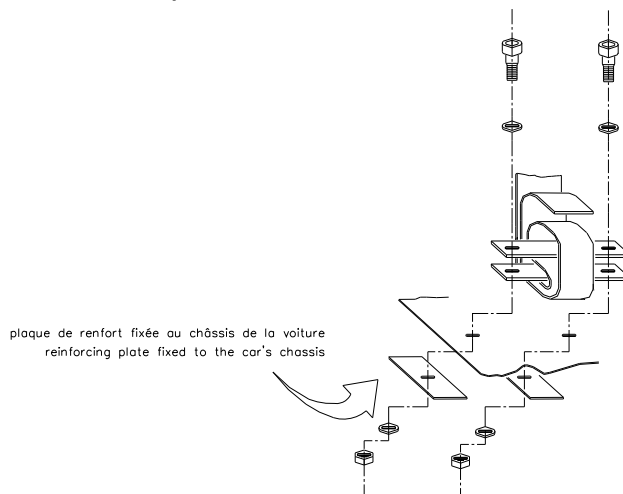 plaque de renfort fixée au châssis de la voiture
reinforcing plate fixed to the car's chassis